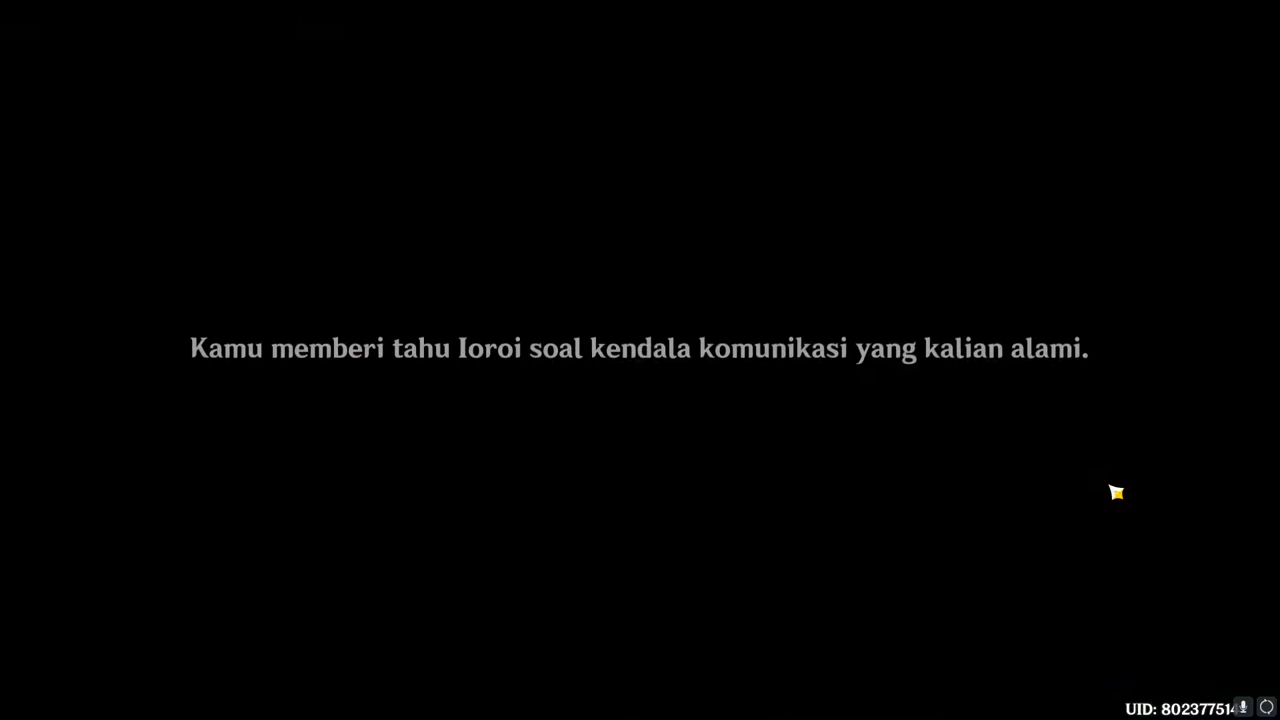 Kamu memberi tahu Ioroi soal kendala komunikasi yang kalian alami.
UID: 80237751